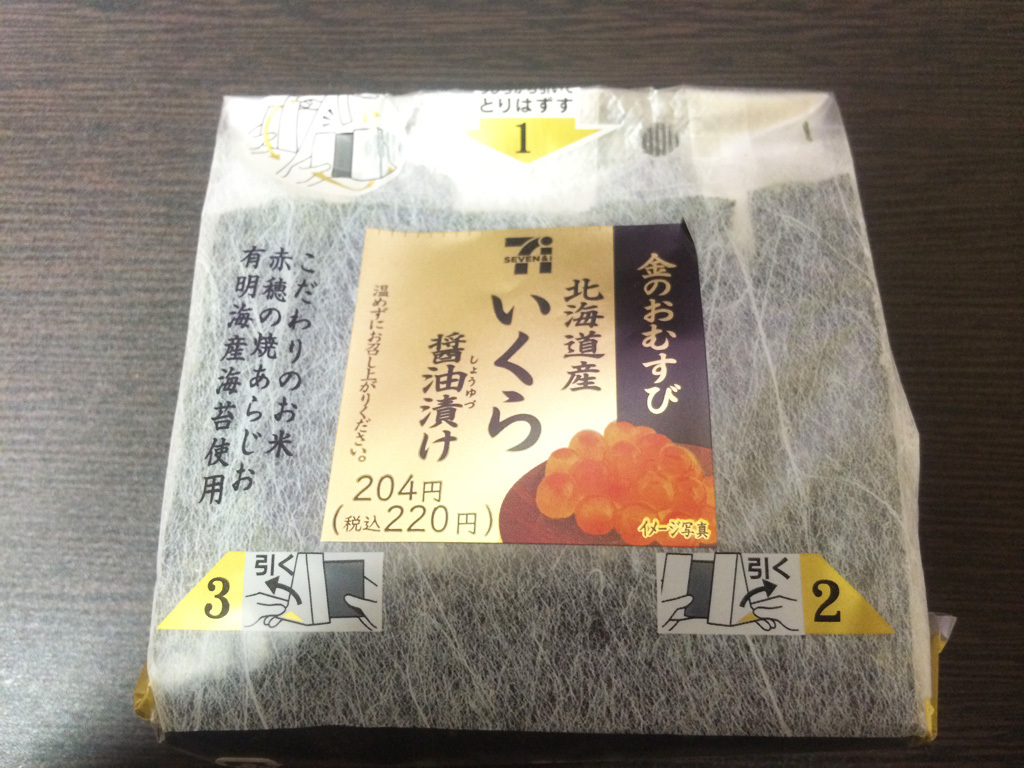 とりはずす
1
金のおむすび
SEVEN&i
北海道産
いくら
醤油漬け
しょうゆづ
温めずにお召し上がりください。
204円
(税込220円)
イメージ写真
こだわりのお米
赤穂の焼あらじお
有明海産海苔使用
3
引く
引く
2